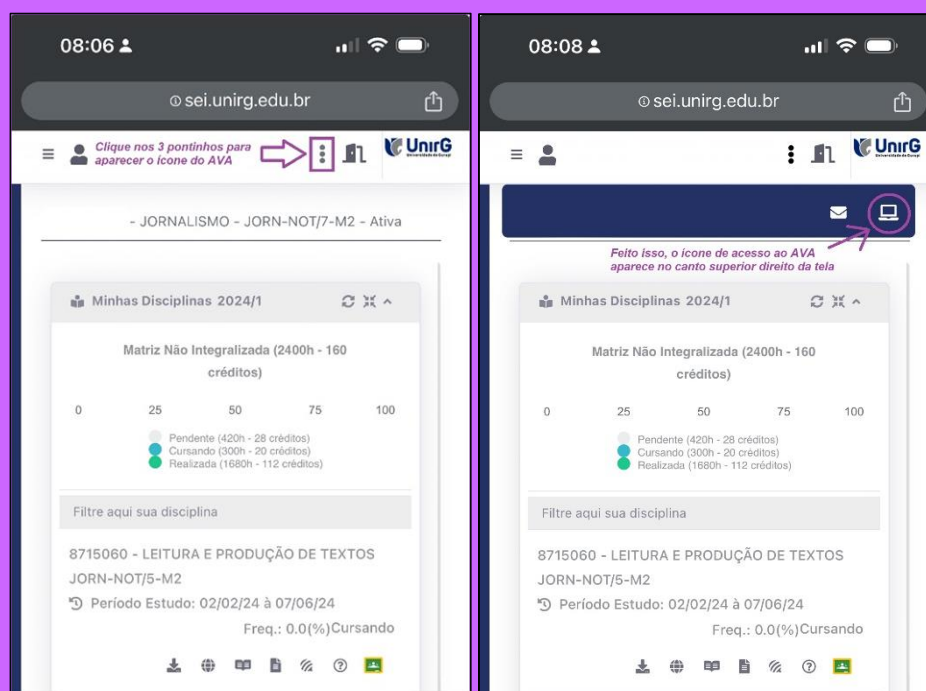 08:06
sei.unirg.edu.br
Clique nos 3 pontinhos para
aparecer o ícone do AVA
UnirG
- JORNALISMO - JORN-NOT/7-M2 - Ativa
Minhas Disciplinas 2024/1
Matriz Não Integralizada (2400h - 160
créditos)
0 25 50 75 100
Pendente (420h - 28 créditos)
Cursando (300h - 20 créditos)
Realizada (1680h - 112 créditos)
Filtre aqui sua disciplina
8715060 - LEITURA E PRODUÇÃO DE TEXTOS
JORN-NOT/5-M2
Período Estudo: 02/02/24 à 07/06/24
Freq.: 0.0(%)Cursando
08:08
sei.unirg.edu.br
UnirG
Feito isso, o ícone de acesso ao AVA
aparece no canto superior direito da tela
Minhas Disciplinas 2024/1
Matriz Não Integralizada (2400h - 160
créditos)
0 25 50 75 100
Pendente (420h - 28 créditos)
Cursando (300h - 20 créditos)
Realizada (1680h - 112 créditos)
Filtre aqui sua disciplina
8715060 - LEITURA E PRODUÇÃO DE TEXTOS
JORN-NOT/5-M2
Período Estudo: 02/02/24 à 07/06/24
Freq.: 0.0(%)Cursando